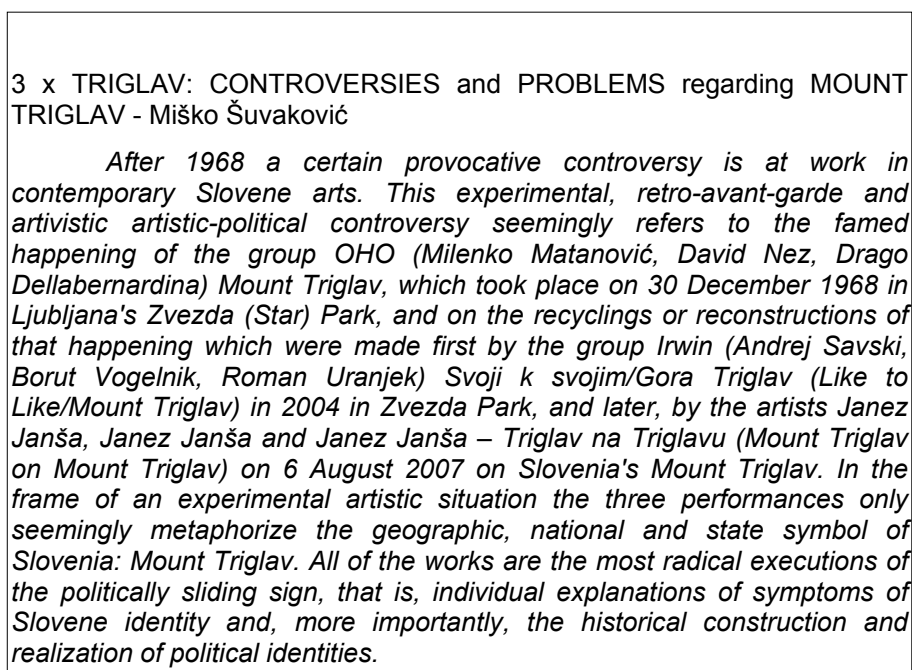 3 x TRIGLAV: CONTROVERSIES and PROBLEMS regarding MOUNT
TRIGLAV - Miško Šuvaković
After 1968 a certain provocative controversy is at work in
contemporary Slovene arts. This experimental, retro-avant-garde and
artivistic artistic-political controversy seemingly refers to the famed
happening of the group OHO (Milenko Matanović, David Nez, Drago
Dellabernardina) Mount Triglav, which took place on 30 December 1968 in
Ljubljana's Zvezda (Star) Park, and on the recyclings or reconstructions of
that happening which were made first by the group Irwin (Andrej Savski,
Borut Vogelnik, Roman Uranjek) Svoji k svojim/Gora Triglav (Like to
Like/Mount Triglav) in 2004 in Zvezda Park, and later, by the artists Janez
Janša, Janez Janša and Janez Janša – Triglav na Triglavu (Mount Triglav
on Mount Triglav) on 6 August 2007 on Slovenia's Mount Triglav. In the
frame of an experimental artistic situation the three performances only
seemingly metaphorize the geographic, national and state symbol of
Slovenia: Mount Triglav. All of the works are the most radical executions of
the politically sliding sign, that is, individual explanations of symptoms of
Slovene identity and, more importantly, the historical construction and
realization of political identities.